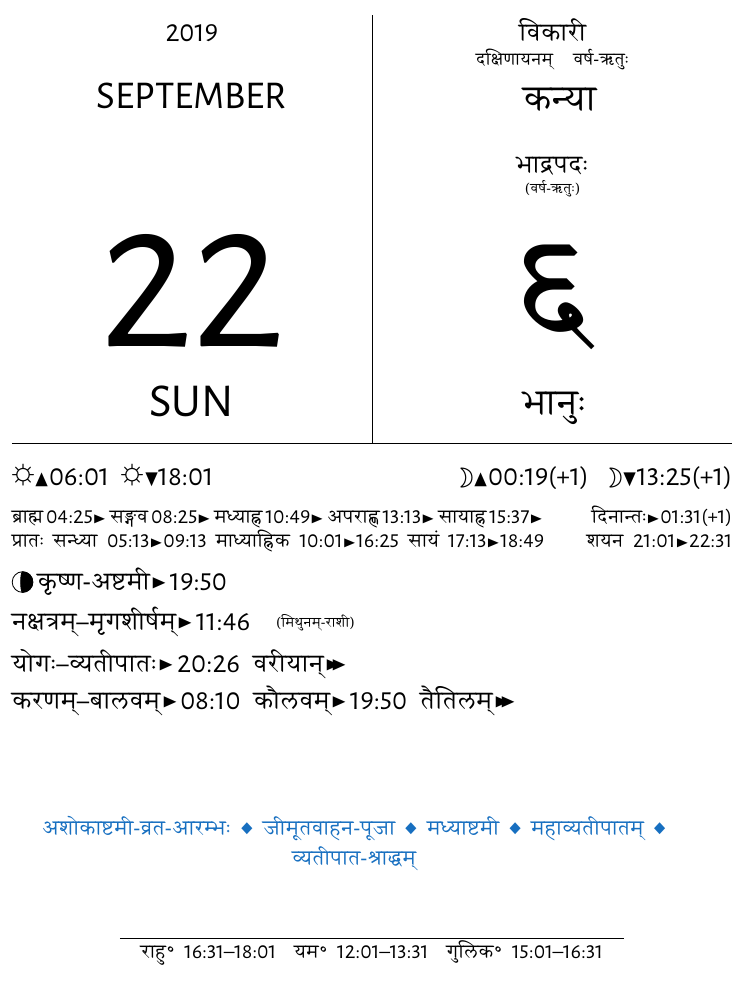 2019
SEPTEMBER
22
SUN
विकारी
दक्षिणायनम् वर्ष-ऋतुः
कन्या
भाद्रपदः
(वर्ष-ऋतुः)
६
भानुः
☼▲06:01 ☼▼18:01 ☽▲00:19(+1) ☽▼13:25(+1)
ब्राह्म 04:25► सङ्गव 08:25► मध्याह्न 10:49► अपराह्ण 13:13► सायाह्न 15:37► दिनान्तः►01:31(+1)
प्रातः सन्ध्या 05:13►09:13 माध्याह्निक 10:01►16:25 सायं 17:13►18:49 शयन 21:01►22:31
कृष्ण-अष्टमी►19:50
नक्षत्रम्–मृगशीर्षम्►11:46 (मिथुनम्-राशी)
योगः–व्यतीपातः►20:26 वरीयान्►►
करणम्–बालवम्►08:10 कौलवम्►19:50 तैतिलम्►►
अशोकाष्टमी-व्रत-आरम्भः ◆ जीमूतवाहन-पूजा ◆ मध्याष्टमी ◆ महाव्यतीपातम् ◆
व्यतीपात-श्राद्धम्
राहु° 16:31–18:01 यम° 12:01–13:31 गुलिक° 15:01–16:31